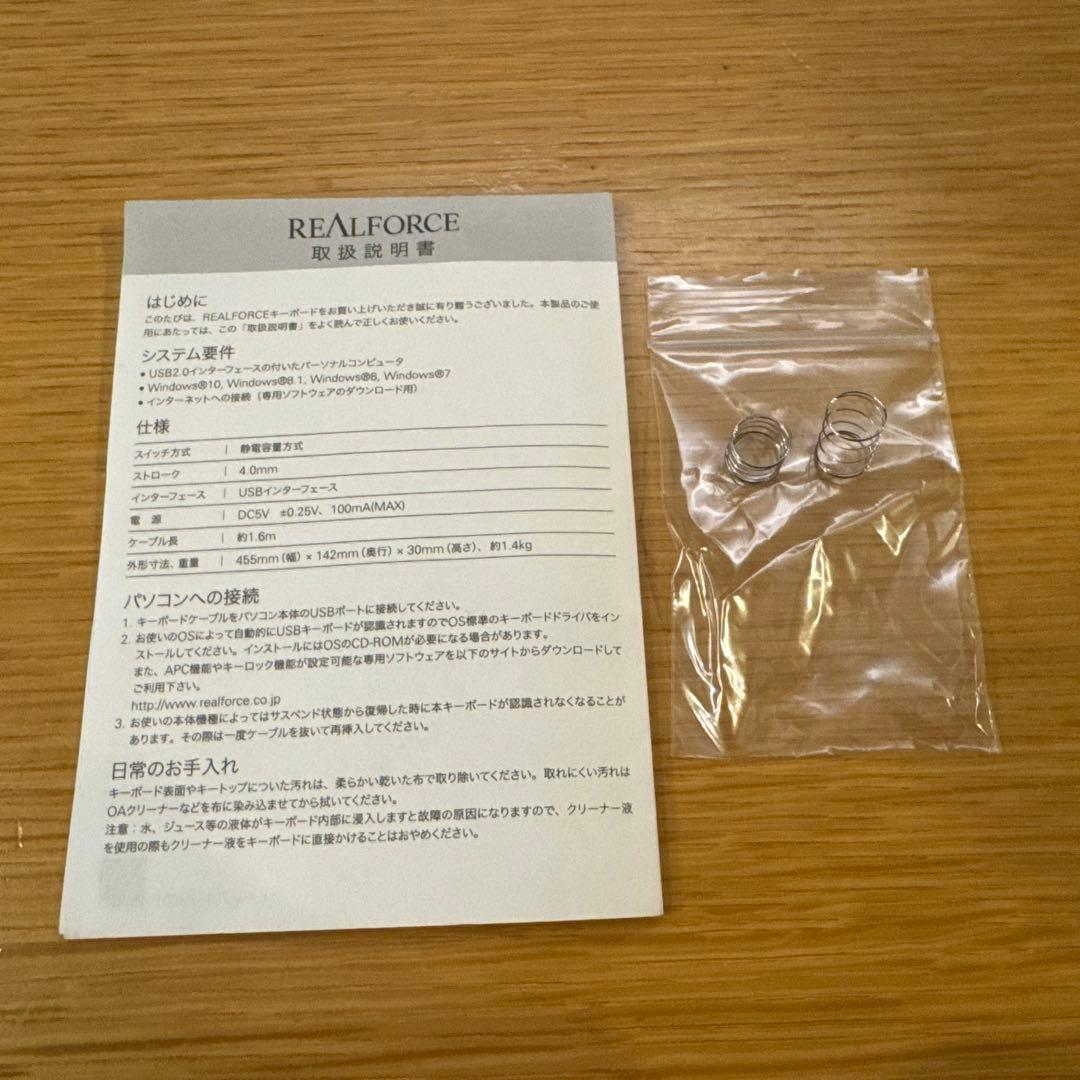 REALFORCE
取扱説明書
はじめに
このたびは、REALFORCEキーボードをお買い上げいただき誠に有り難うございました。本製品のご使
用にあたっては、この「取扱説明書」をよく読んで正しくお使いください。
システム要件
• USB2.0インターフェースの付いたパーソナルコンピュータ
• Windows®10, Windows®8.1, Windows®8, Windows®7
• インターネットへの接続（専用ソフトウェアのダウンロード用）
仕様
スイッチ方式 | 静電容量方式
ストローク | 4.0mm
インターフェース | USBインターフェース
電 源 | DC5V ±0.25V、100mA(MAX)
ケーブル長 | 約1.6m
外形寸法、重量 | 455mm（幅）× 142mm（奥行）× 30mm（高さ）、約1.4kg
パソコンへの接続
1. キーボードケーブルをパソコン本体のUSBポートに接続してください。
2. お使いのOSによって自動的にUSBキーボードが認識されますのでOS標準のキーボードドライバをイン
ストールしてください。インストールにはOSのCD-ROMが必要になる場合があります。
また、APC機能やキーロック機能が設定可能な専用ソフトウェアを以下のサイトからダウンロードして
ご利用下さい。
http://www.realforce.co.jp
3. お使いの本体機種によってはサスペンド状態から復帰した時に本キーボードが認識されなくなることが
あります。その際は一度ケーブルを抜いて再挿入してください。
日常のお手入れ
キーボード表面やキートップについた汚れは、柔らかい乾いた布で取り除いてください。取れにくい汚れは
OAクリーナーなどを布に染み込ませてから拭いてください。
注意：水、ジュース等の液体がキーボード内部に浸入しますと故障の原因になりますので、クリーナー液
を使用の際もクリーナー液をキーボードに直接かけることはおやめください。